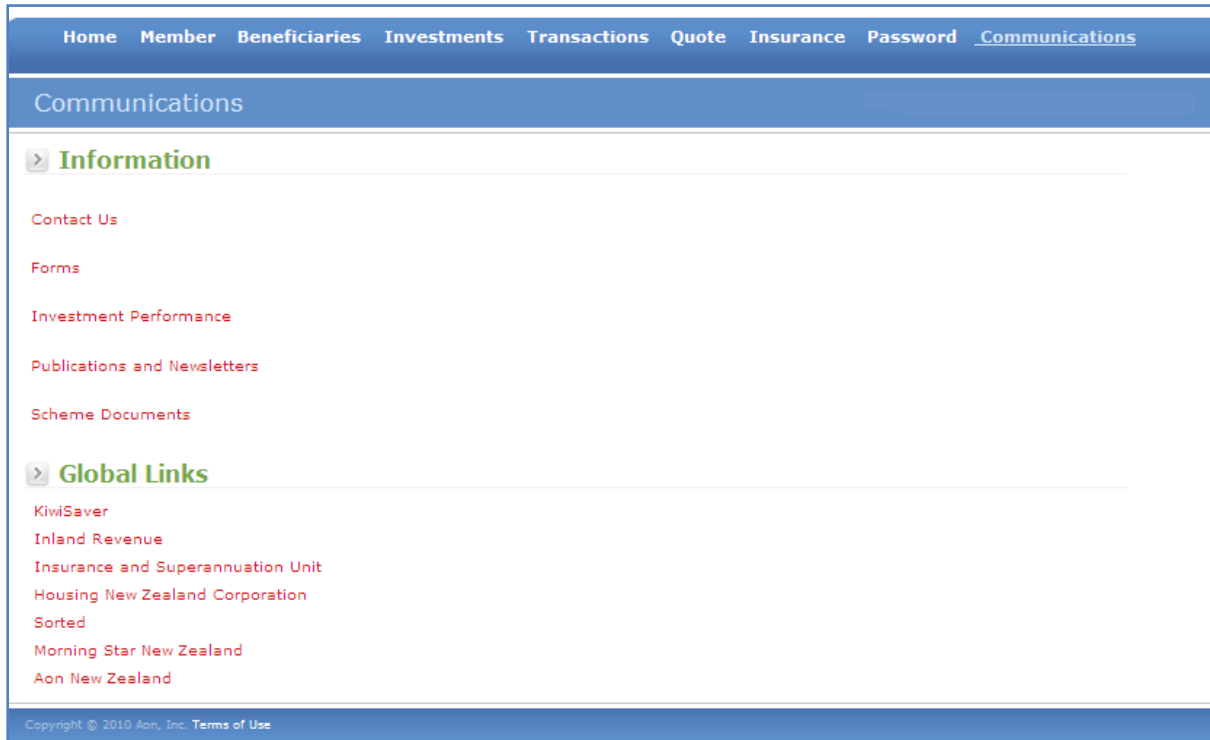 Home Member Beneficiaries Investments Transactions Quote Insurance Password Communications
Communications
Information
Contact Us
Forms
Investment Performance
Publications and Newsletters
Scheme Documents
Global Links
KiwiSaver
Inland Revenue
Insurance and Superannuation Unit
Housing New Zealand Corporation
Sorted
Morning Star New Zealand
Aon New Zealand
Copyright © 2010 Aon, Inc. Terms of Use